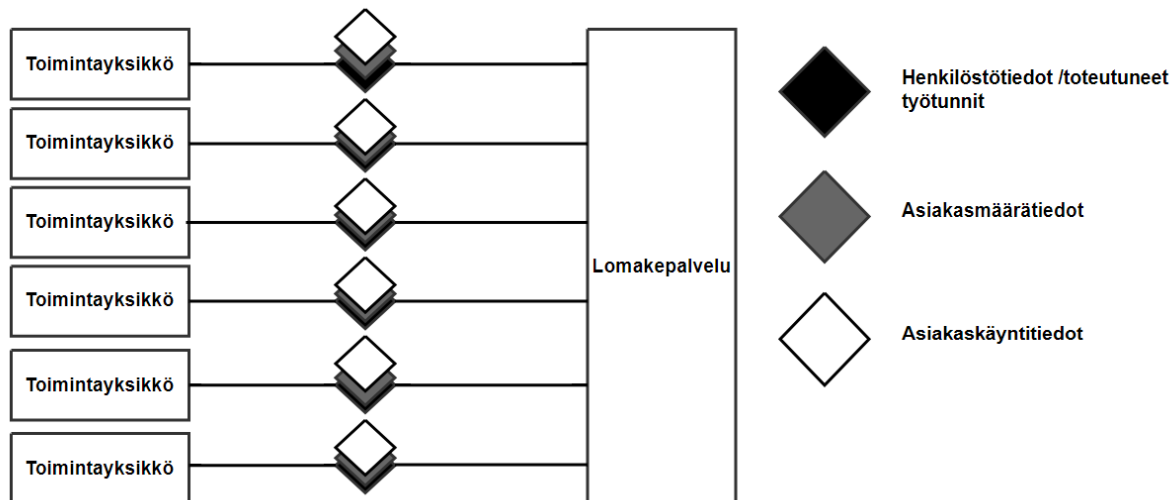 Toimintayksikkö
Toimintayksikkö
Toimintayksikkö
Toimintayksikkö
Toimintayksikkö
Toimintayksikkö
Lomakepalvelu
Henkilöstötiedot /toteutuneet
työtunnit
Asiakasmäärätiedot
Asiakaskäyntitiedot